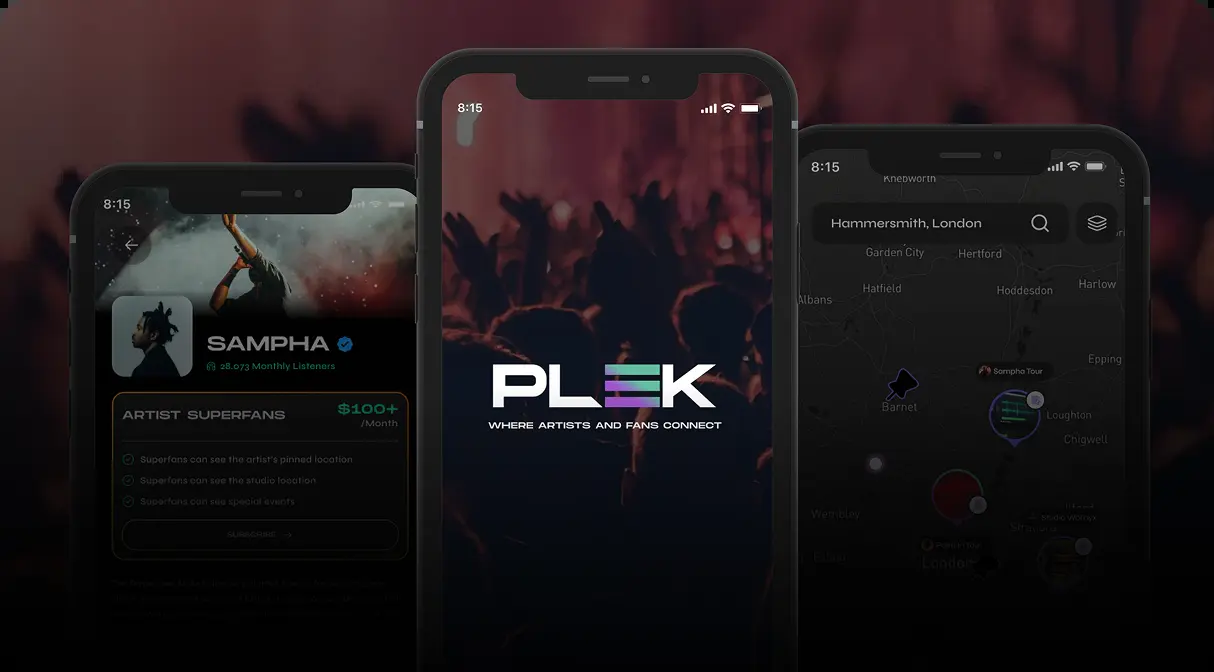 8:15
SAMPHA
28.073 Monthly Listeners
ARTIST SUPERFANS
$100+
/Month
Superfans can see the artist's pinned location
Superfans can see the studio location
Superfans can see special events
SUBSCRIBE
8:15
PLEK
WHERE ARTISTS AND FANS CONNECT
8:15
Knebworth
Hammersmith, London
Garden City
Hertford
Hatfield
Hoddesdon
Harlow
Albans
Epping
Sampha Tour
Barnet
Loughton
Chigwell
Wembley
London